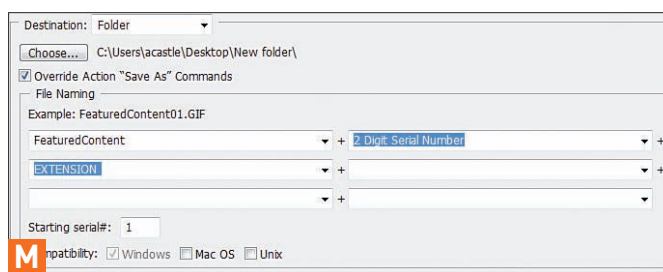 Destination: Folder
Choose... C:\Users\acastle\Desktop\New folder\
Override Action "Save As" Commands
File Naming
Example: FeaturedContent01.GIF
FeaturedContent + 2 Digit Serial Number +
EXTENSION + +
+
Starting serial#: 1
M mpatibility: Windows Mac OS Unix